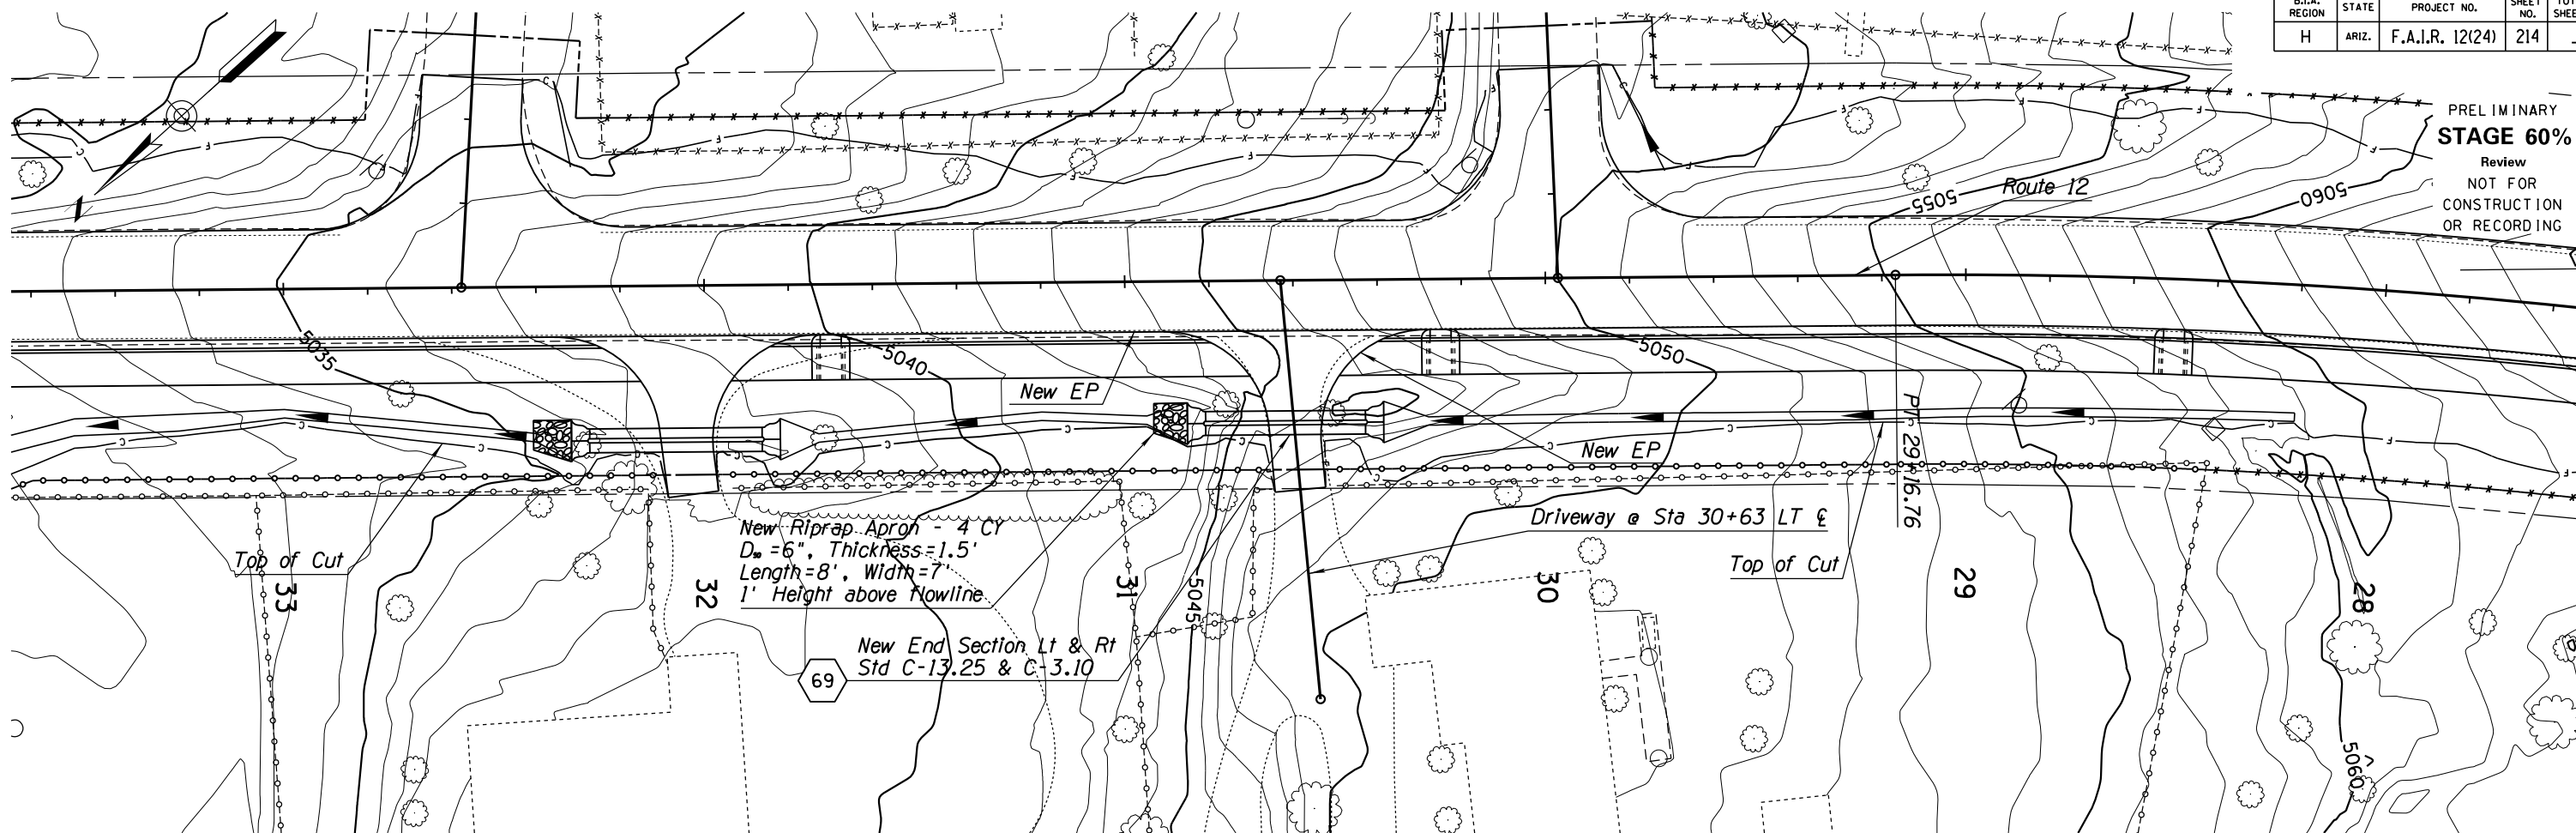 B.I.A. REGION
STATE
PROJECT NO.
SHEET NO.
H
ARIZ.
F.A.I.R. 12(24)
214
PRELIMINARY
STAGE 60%
Review
NOT FOR
CONSTRUCTION
OR RECORDING
Route 12
5055
5060
5035
5040
5050
New EP
New EP
PT 29+16.76
Top of Cut
New Riprap Apron - 4 CY
D50=6", Thickness=1.5'
Length=8', Width=7'
1' Height above flowline
Driveway @ Sta 30+63 LT ℄
Top of Cut
33
32
31
5045
30
29
28
New End Section Lt & Rt
Std C-13.25 & C-3.10
69
5060